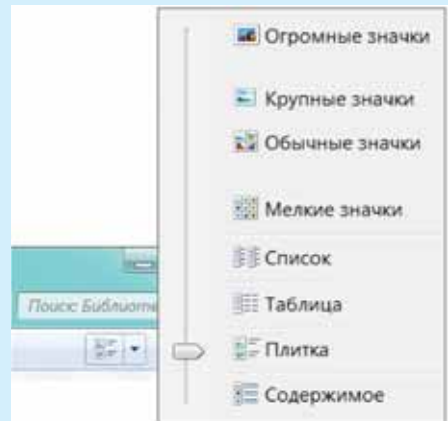 Огромные значки
Крупные значки
Обычные значки
Мелкие значки
Список
Поиск: Библиоте
Таблица
Плитка
Содержимое